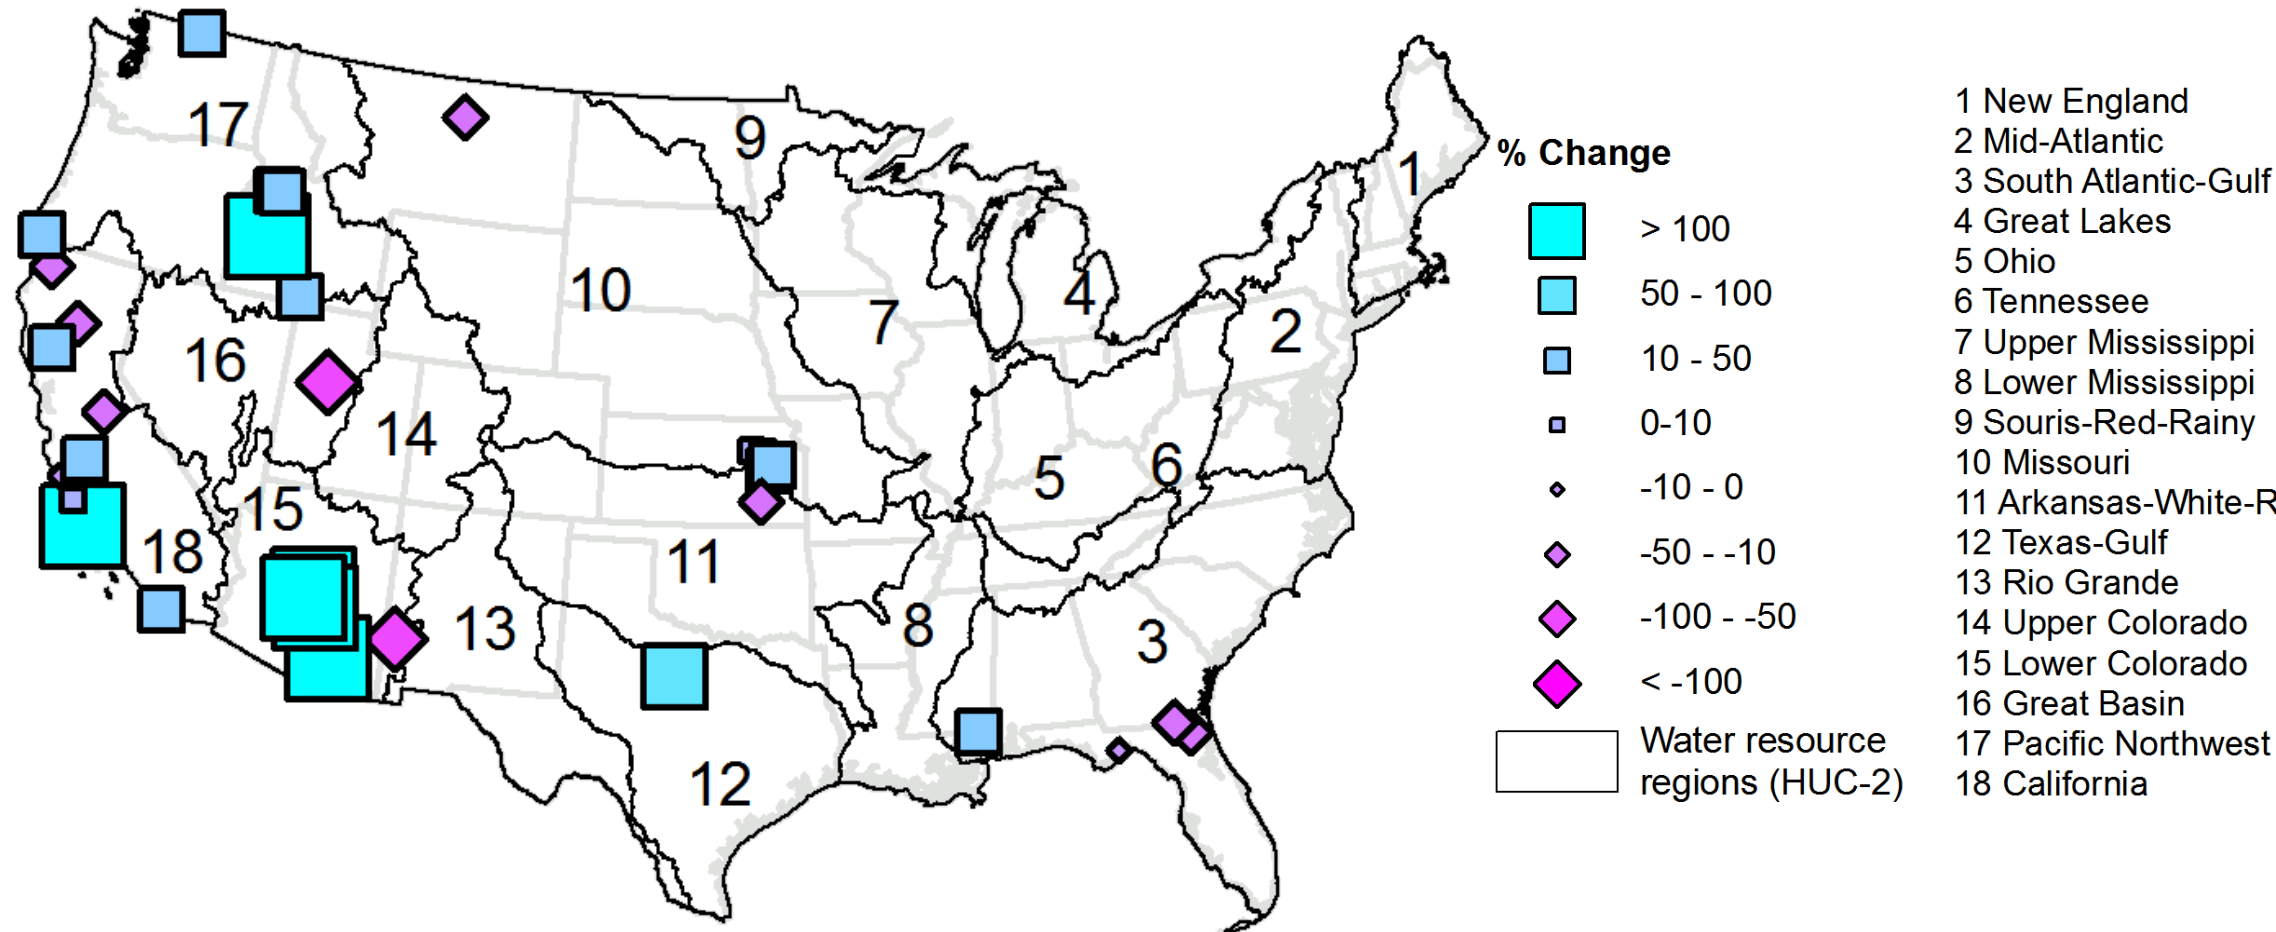 17
9
1
10
4
7
2
16
14
5
6
15
18
11
13
8
3
12
% Change
> 100
50 - 100
10 - 50
0-10
-10 - 0
-50 - -10
-100 - -50
< -100
Water resource
regions (HUC-2)
1 New England
2 Mid-Atlantic
3 South Atlantic-Gulf
4 Great Lakes
5 Ohio
6 Tennessee
7 Upper Mississippi
8 Lower Mississippi
9 Souris-Red-Rainy
10 Missouri
11 Arkansas-White-R
12 Texas-Gulf
13 Rio Grande
14 Upper Colorado
15 Lower Colorado
16 Great Basin
17 Pacific Northwest
18 California